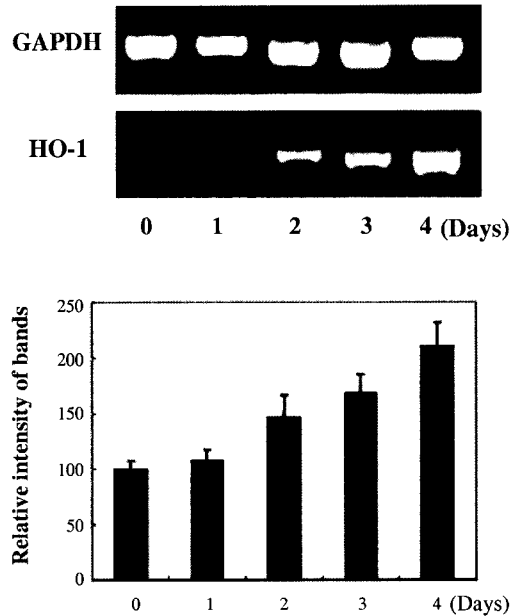 GAPDH
HO-1
0 1 2 3 4 (Days)
Relative intensity of bands
250
200
150
100
50
0
0 1 2 3 4 (Days)